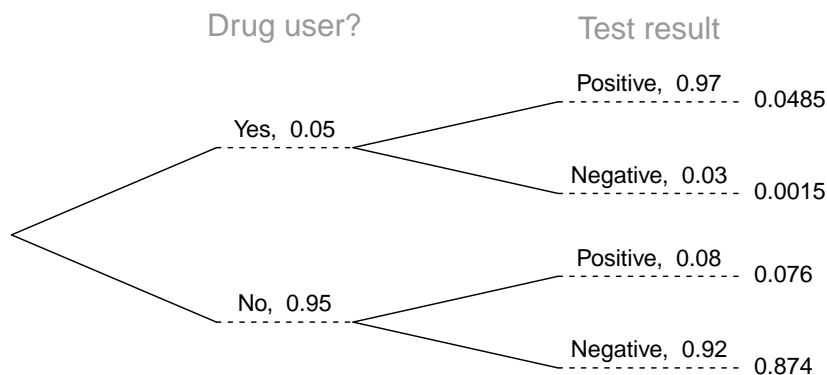 Drug user?
Test result
Positive, 0.97
0.0485
Yes, 0.05
Negative, 0.03
0.0015
Positive, 0.08
0.076
No, 0.95
Negative, 0.92
0.874